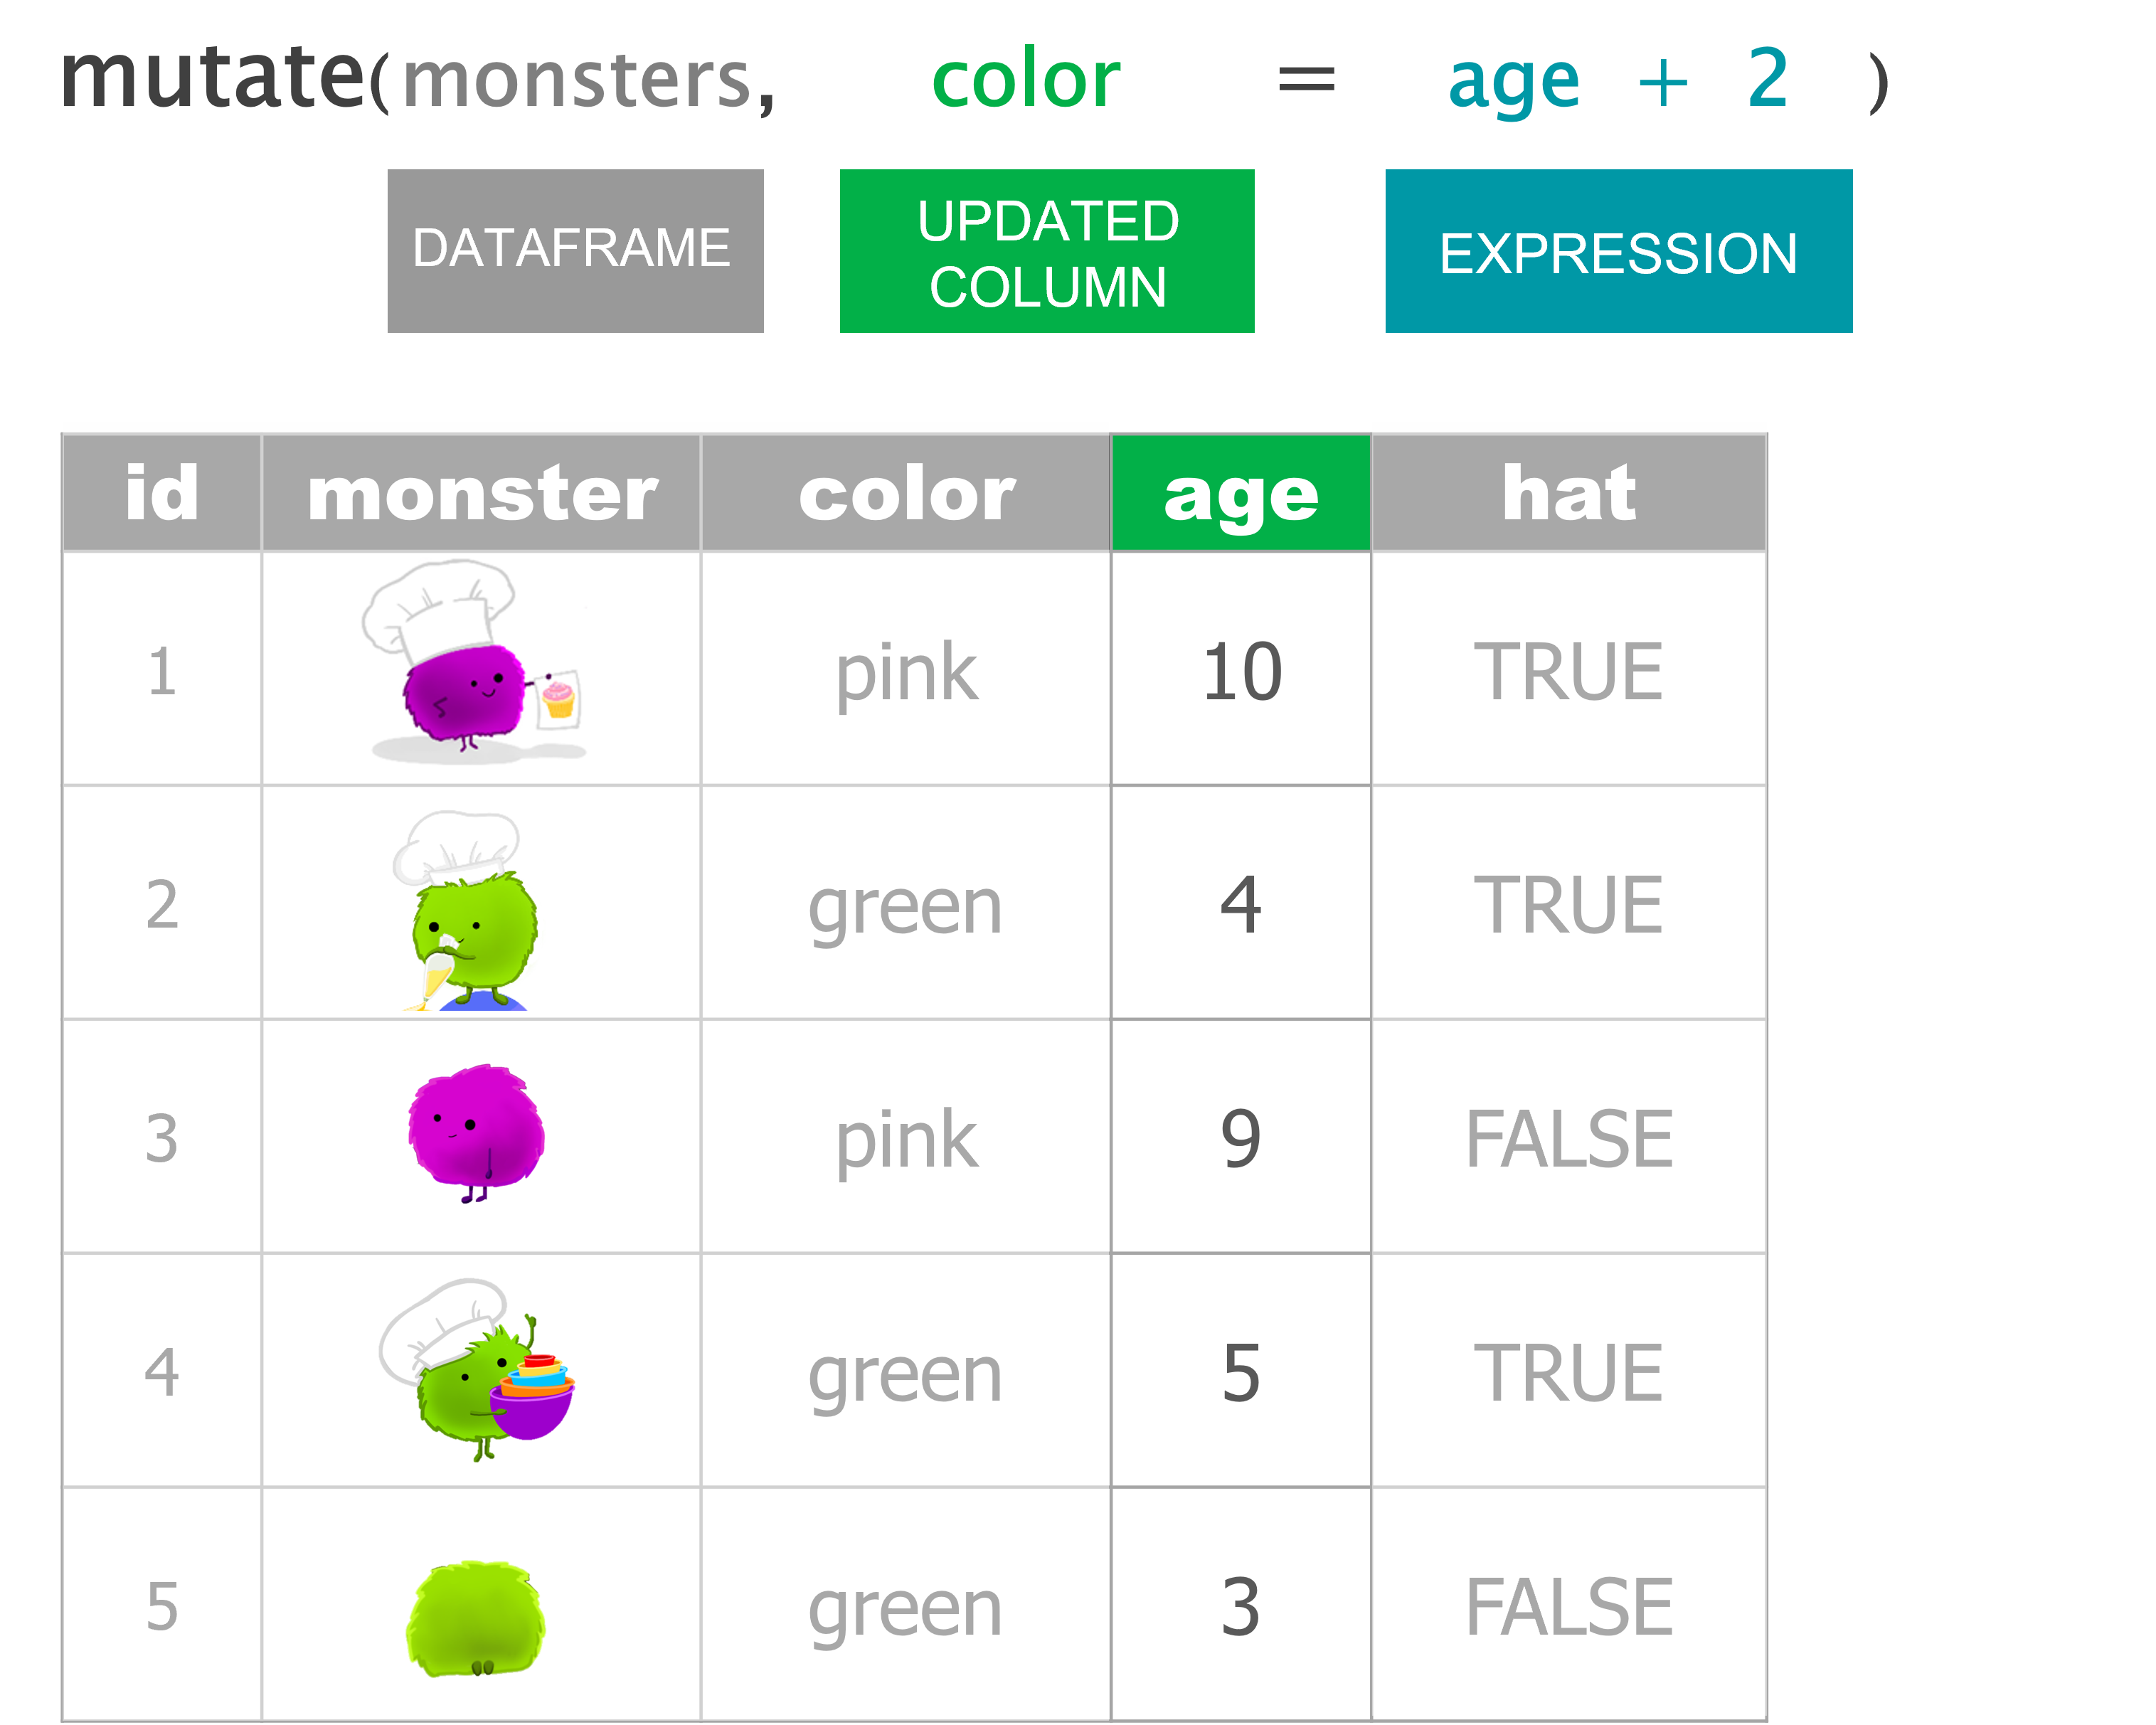 mutate(monsters, color = age + 2 )
DATAFRAME
UPDATED
COLUMN
EXPRESSION
id monster color age hat
1 pink 10 TRUE
2 green 4 TRUE
3 pink 9 FALSE
4 green 5 TRUE
5 green 3 FALSE